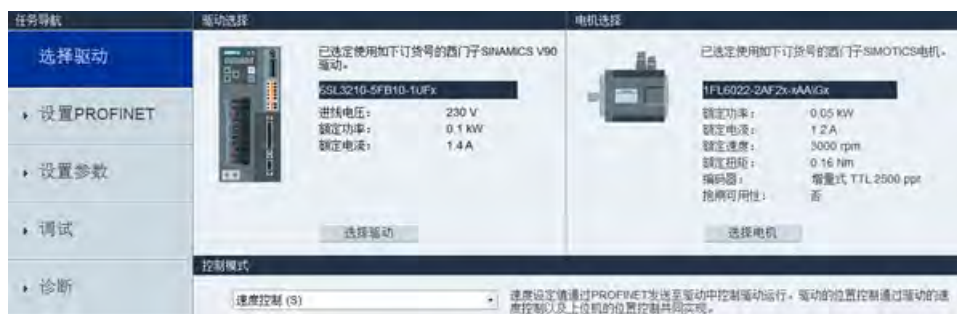 任务导航
驱动选择
电机选择
选择驱动
已选定使用如下订货号的西门子SINAMICS V90
驱动。
6SL3210-5FB10-1UFx
进线电压: 230 V
额定功率: 0.1 kW
额定电流: 1.4 A
选择驱动
已选定使用如下订货号的西门子SIMOTICS电机。
1FL6022-2AF2x-xAA\Gx
额定功率: 0.05 kW
额定电流: 1.2 A
额定速度: 3000 rpm
额定扭矩: 0.16 Nm
编码器: 增量式 TTL 2500 ppr
抱闸可用性: 否
选择电机
设置PROFINET
设置参数
调试
诊断
控制模式
速度控制 (S)
速度设定值通过PROFINET发送至驱动中控制驱动运行。驱动的位置控制通过驱动的速
度控制以及上位机的位置控制共同实现。